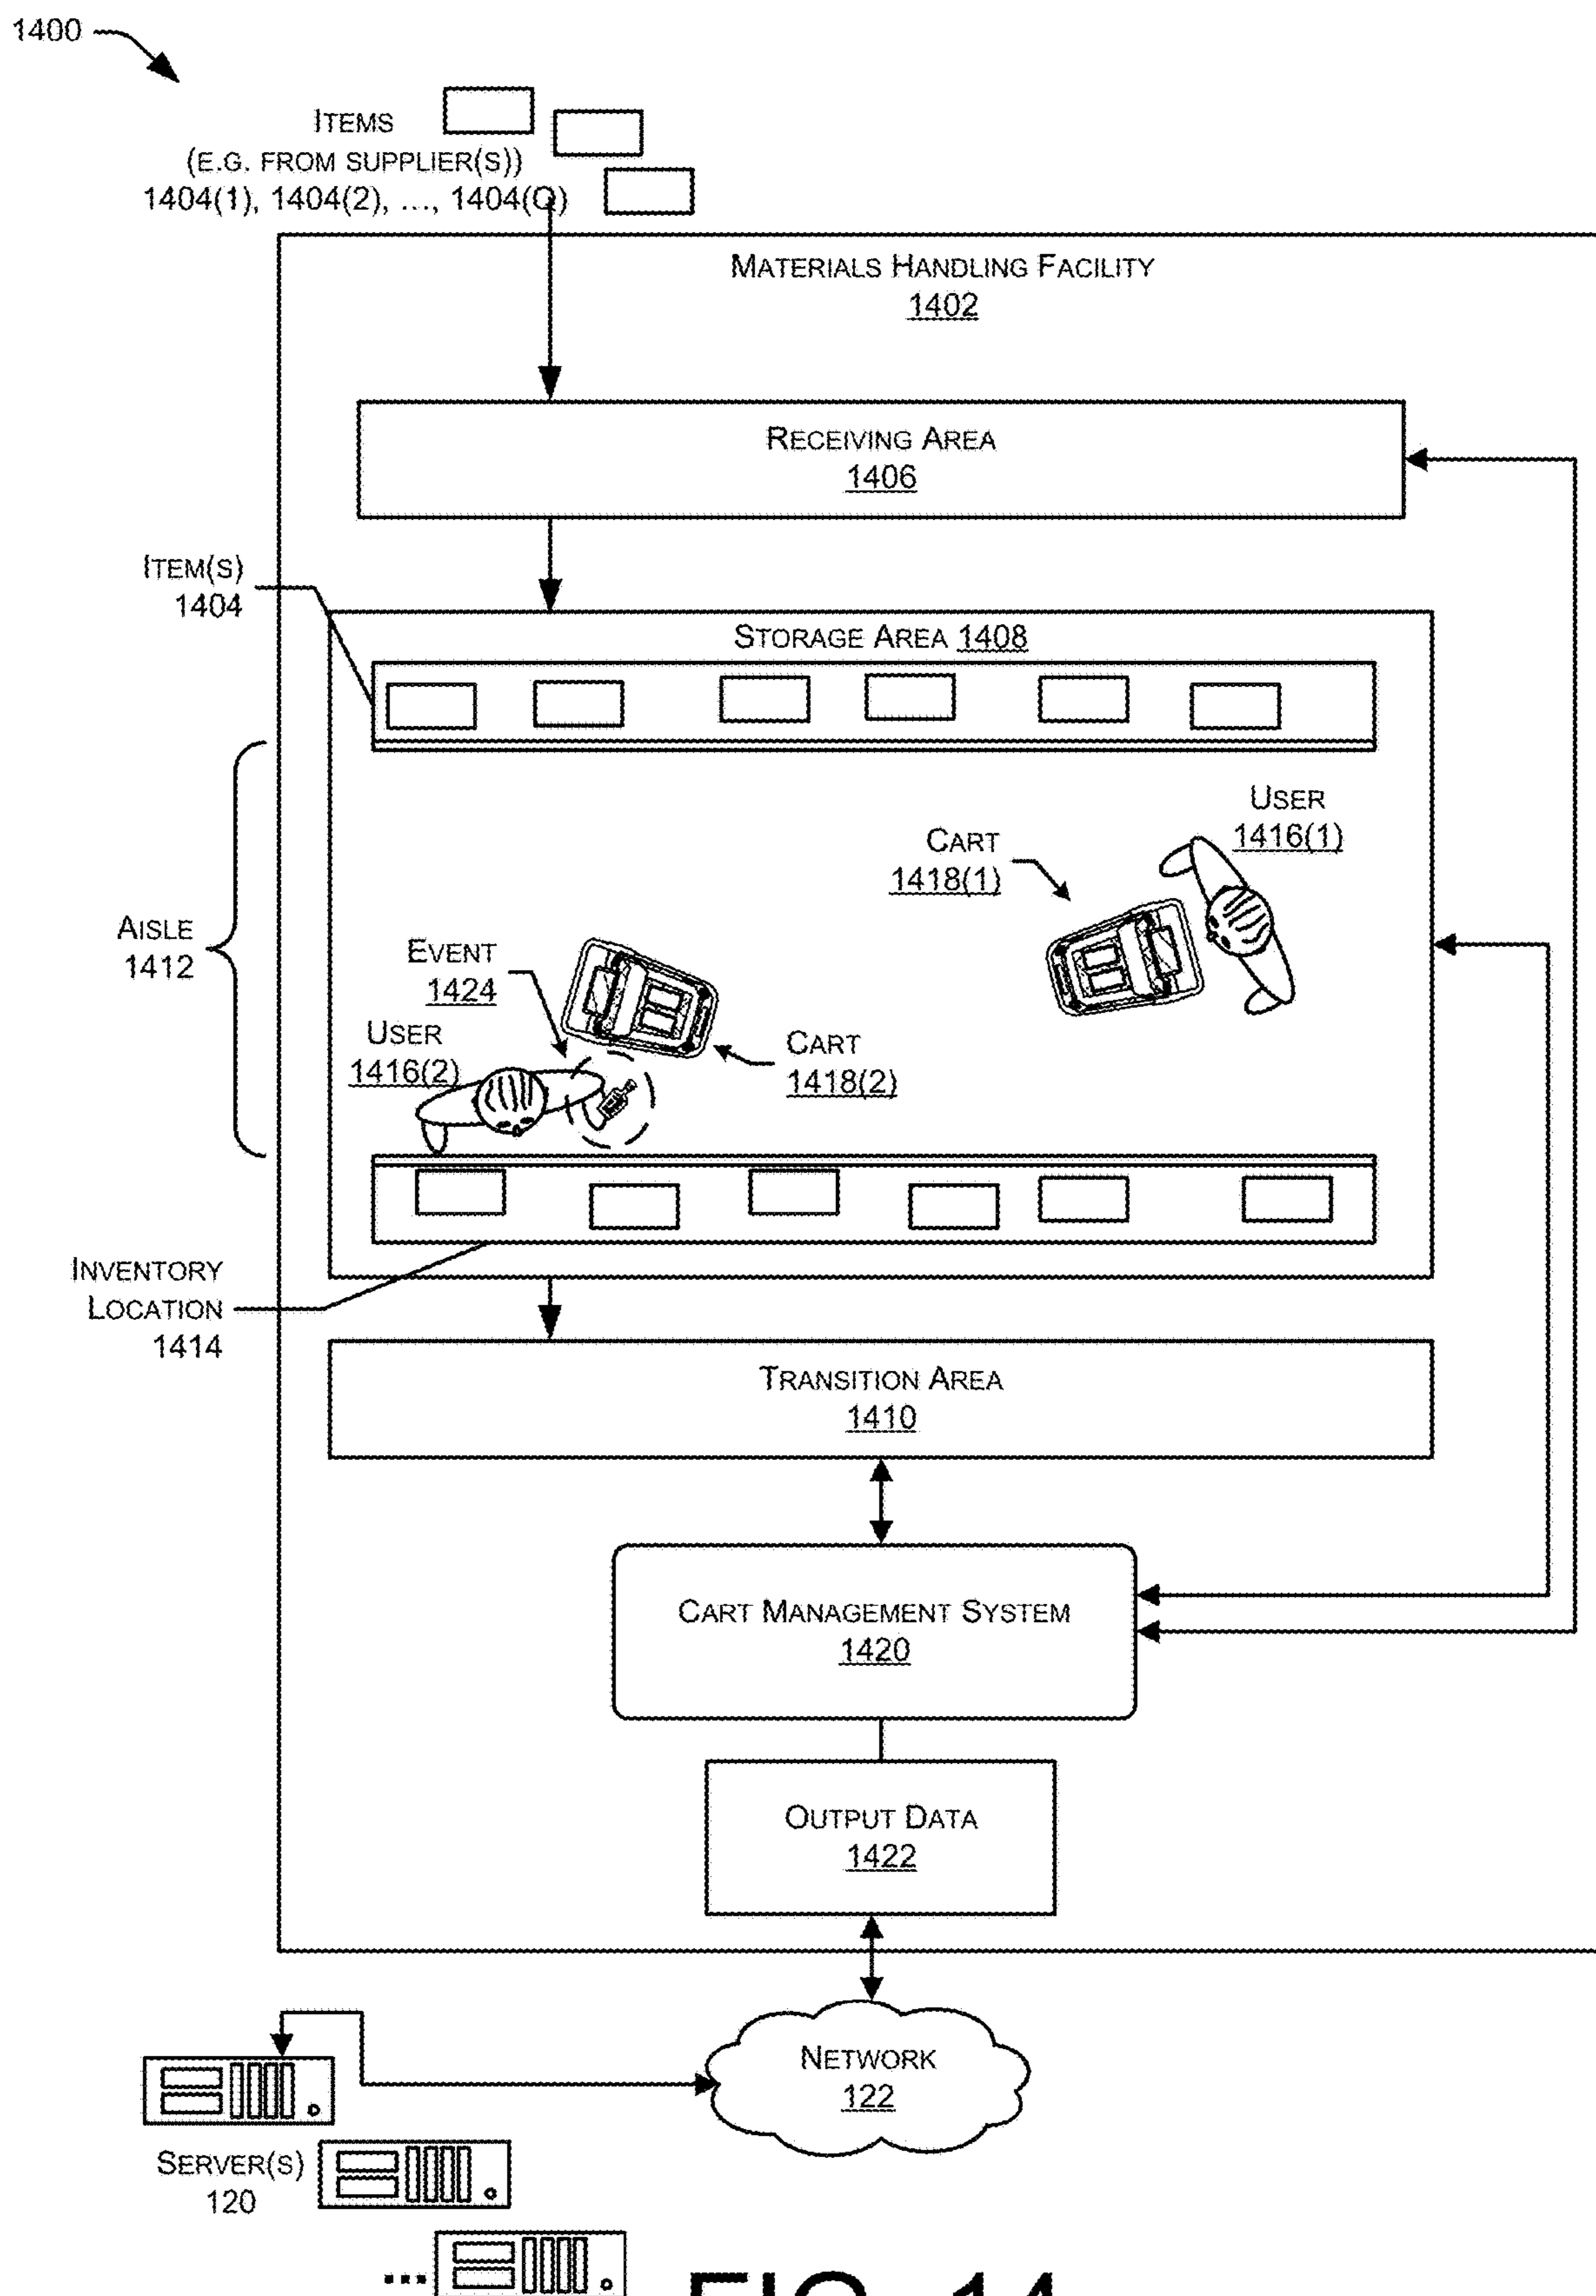 1400
ITEMS
(E.G. FROM SUPPLIER(S))
1404(1), 1404(2), ..., 1404(Q)
MATERIALS HANDLING FACILITY
1402
RECEIVING AREA
1406
ITEM(S)
1404
STORAGE AREA 1408
USER
1416(1)
CART
1418(1)
AISLE
1412
EVENT
1424
USER
1416(2)
CART
1418(2)
INVENTORY
LOCATION
1414
TRANSITION AREA
1410
CART MANAGEMENT SYSTEM
1420
OUTPUT DATA
1422
NETWORK
122
SERVER(S)
120
...
FIG. 14